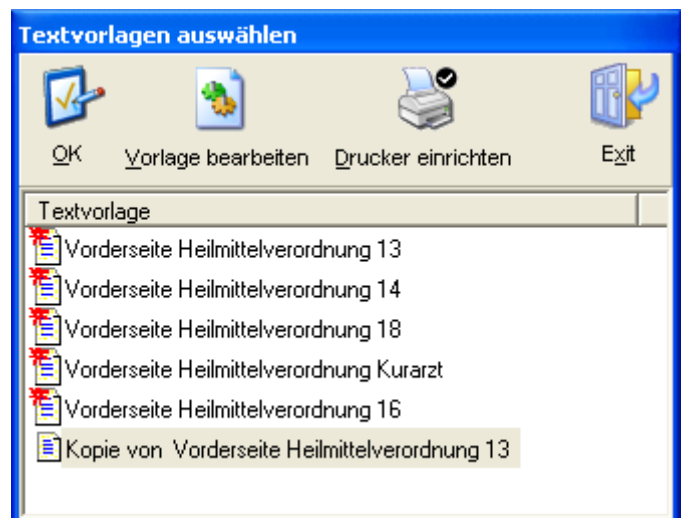 Textvorlagen auswählen
OK Vorlage bearbeiten Drucker einrichten Exit
Textvorlage
Vorderseite Heilmittelverordnung 13
Vorderseite Heilmittelverordnung 14
Vorderseite Heilmittelverordnung 18
Vorderseite Heilmittelverordnung Kurarzt
Vorderseite Heilmittelverordnung 16
Kopie von  Vorderseite Heilmittelverordnung 13